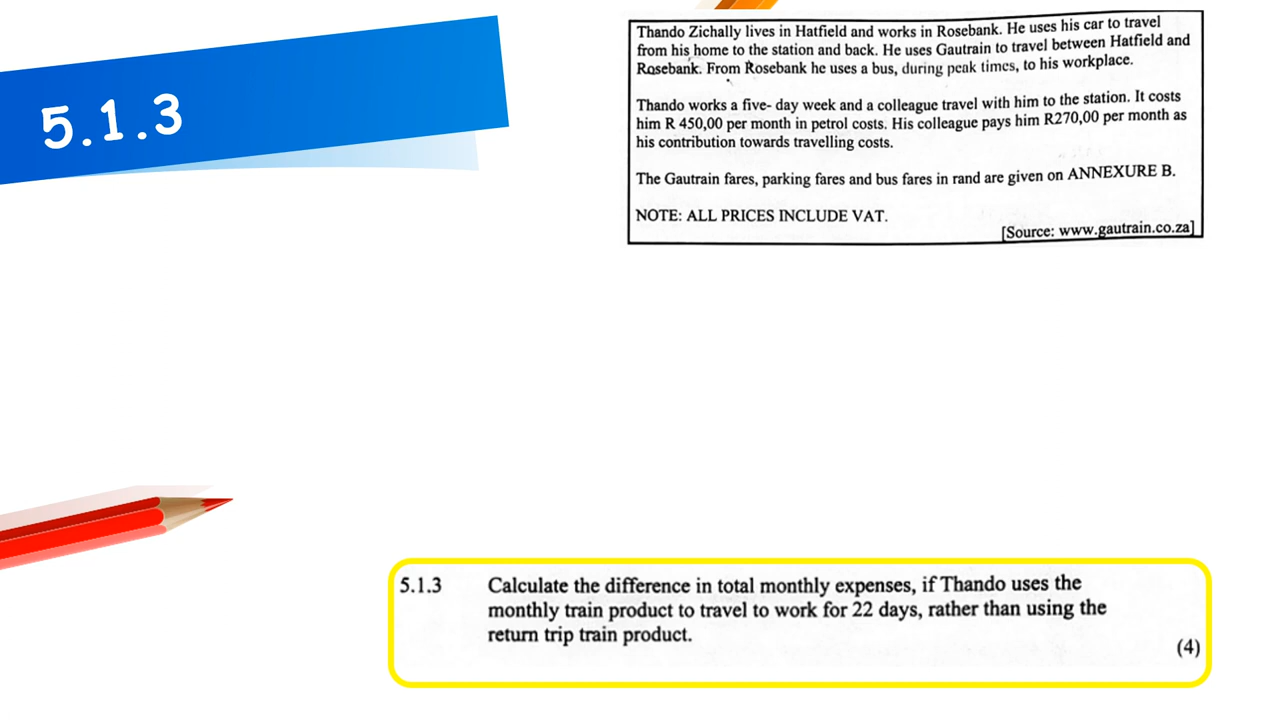 5.1.3
Thando Zichally lives in Hatfield and works in Rosebank. He uses his car to travel
from his home to the station and back. He uses Gautrain to travel between Hatfield and
Rosebank. From Rosebank he uses a bus, during peak times, to his workplace.
Thando works a five- day week and a colleague travel with him to the station. It costs
him R 450,00 per month in petrol costs. His colleague pays him R270,00 per month as
his contribution towards travelling costs.
The Gautrain fares, parking fares and bus fares in rand are given on ANNEXURE B.
NOTE: ALL PRICES INCLUDE VAT.
[Source: www.gautrain.co.za]
5.1.3 Calculate the difference in total monthly expenses, if Thando uses the
monthly train product to travel to work for 22 days, rather than using the
return trip train product.
(4)